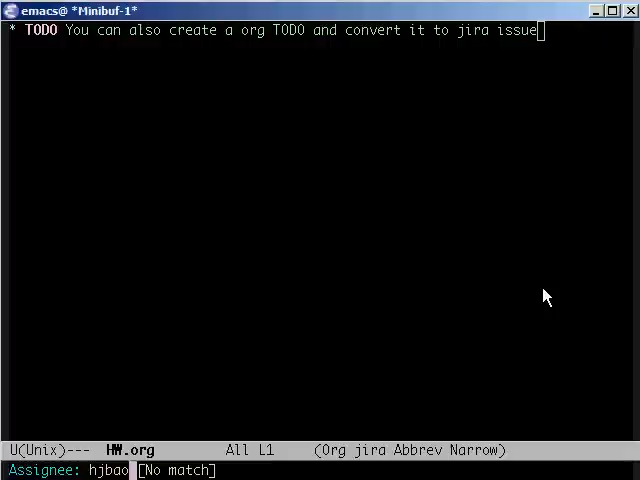 emacs@ *Minibuf-1*
* TODO You can also create a org TODO and convert it to jira issue
U(Unix)--- HW.org All L1 (Org jira Abbrev Narrow)
Assignee: hjbao [No match]